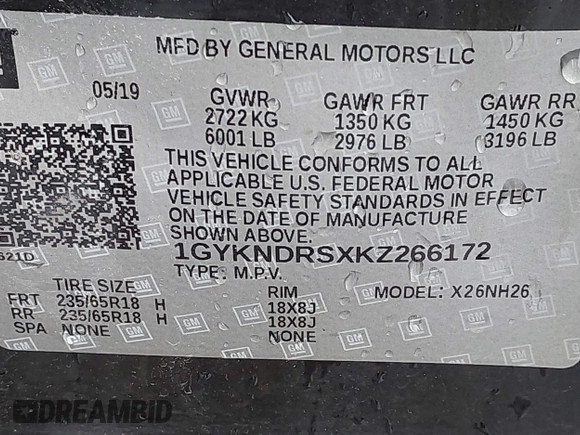 MFD BY GENERAL MOTORS LLC
05/19
GVWR GAWR FRT GAWR RR
2722 KG 1350 KG 1450 KG
6001 LB 2976 LB 3196 LB
THIS VEHICLE CONFORMS TO ALL
APPLICABLE U.S. FEDERAL MOTOR
VEHICLE SAFETY STANDARDS IN EFFECT
ON THE DATE OF MANUFACTURE
SHOWN ABOVE.
1GYKNDRSXKZ266172
621D
TYPE: M.P.V.
TIRE SIZE RIM MODEL: X26NH26
FRT 235/65R18 H 18X8J
RR 235/65R18 H 18X8J
SPA NONE NONE
GM
DREAMBID